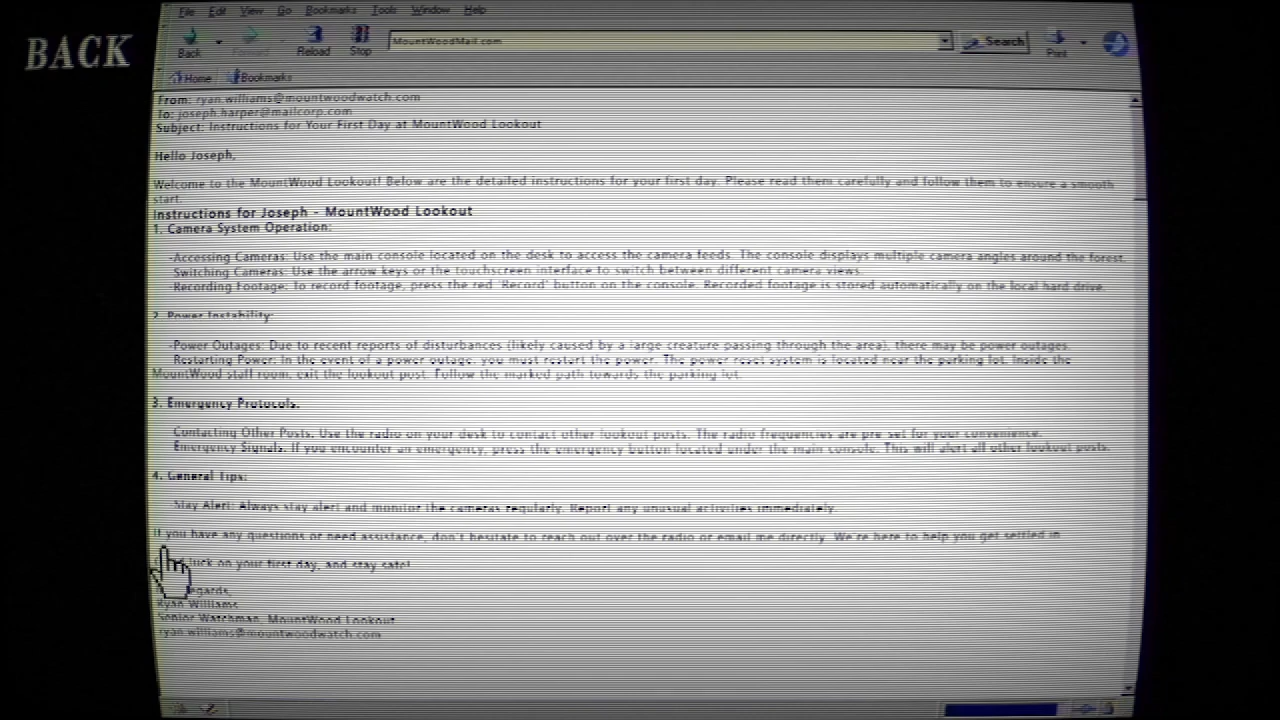 BACK
File Edit View Go Bookmarks Tools Window Help
Back Forward Reload Stop MountWoodMail.com Search Print
Home Bookmarks
From: ryan.williams@mountwoodwatch.com
To: joseph.harper@mailcorp.com
Subject: Instructions for Your First Day at MountWood Lookout
Hello Joseph,
Welcome to the MountWood Lookout! Below are the detailed instructions for your first day. Please read them carefully and follow them to ensure a smooth
start.
Instructions for Joseph - MountWood Lookout
1. Camera System Operation:
-Accessing Cameras: Use the main console located on the desk to access the camera feeds. The console displays multiple camera angles around the forest.
Switching Cameras: Use the arrow keys or the touchscreen interface to switch between different camera views.
-Recording Footage: To record footage, press the red 'Record' button on the console. Recorded footage is stored automatically on the local hard drive.
2. Power Instability:
-Power Outages: Due to recent reports of disturbances (likely caused by a large creature passing through the area), there may be power outages.
Restarting Power: In the event of a power outage, you must restart the power. The power reset system is located near the parking lot. Inside the
MountWood staff room, exit the lookout post. Follow the marked path towards the parking lot.
3. Emergency Protocols.
Contacting Other Posts. Use the radio on your desk to contact other lookout posts. The radio frequencies are pre set for your convenience.
Emergency Signals. If you encounter an emergency, press the emergency button located under the main console. This will alert all other lookout posts.
4. General Tips:
Stay Alert: Always stay alert and monitor the cameras regularly. Report any unusual activities immediately.
If you have any questions or need assistance, don't hesitate to reach out over the radio or email me directly. We're here to help you get settled in
luck on your first day, and stay safe!
egards,
Ryan Williams
Senior Watchman, MountWood Lookout
ryan.williams@mountwoodwatch.com